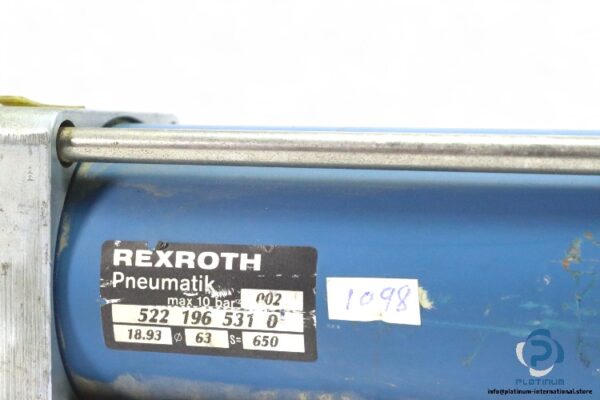 REXROTH
Pneumatik
max 10 bar 002
522 196 531 0
18.93 ø 63 S= 650
1098
PLATINUM
info@platinum-international.store